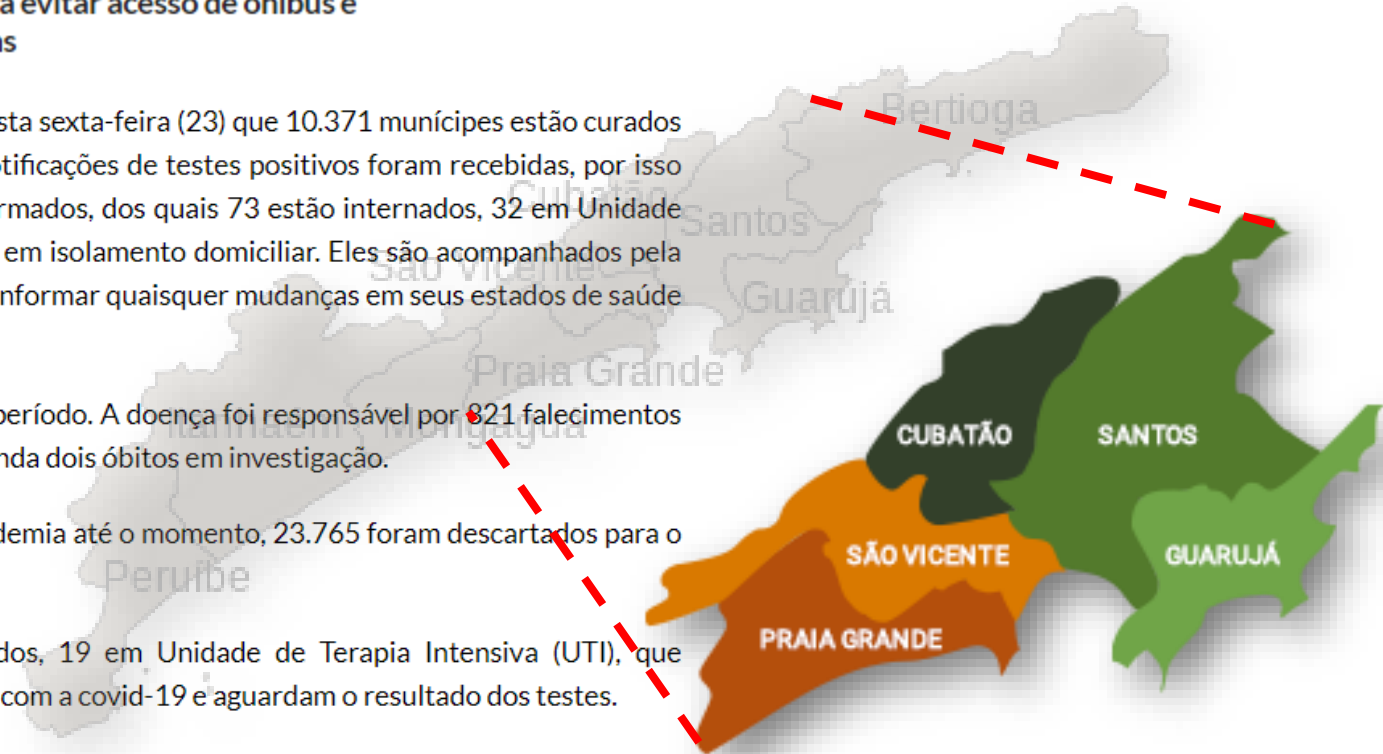 a evitar acesso de ônibus e
as
sta sexta-feira (23) que 10.371 munícipes estão curados
otificações de testes positivos foram recebidas, por isso
rmados, dos quais 73 estão internados, 32 em Unidade
em isolamento domiciliar. Eles são acompanhados pela
nformar quaisquer mudanças em seus estados de saúde
período. A doença foi responsável por 821 falecimentos
nda dois óbitos em investigação.
demia até o momento, 23.765 foram descartados para o
dos, 19 em Unidade de Terapia Intensiva (UTI), que
com a covid-19 e aguardam o resultado dos testes.
Bertioga
Cubatão
Santos
São Vicente
Guarujá
Praia Grande
Itanhaém
Mongaguá
Peruíbe
CUBATÃO
SANTOS
SÃO VICENTE
GUARUJÁ
PRAIA GRANDE